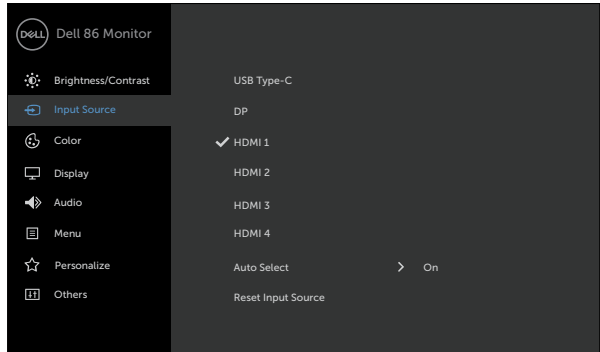 DELL Dell 86 Monitor
Brightness/Contrast
Input Source
Color
Display
Audio
Menu
Personalize
Others
USB Type-C
DP
HDMI 1
HDMI 2
HDMI 3
HDMI 4
Auto Select > On
Reset Input Source